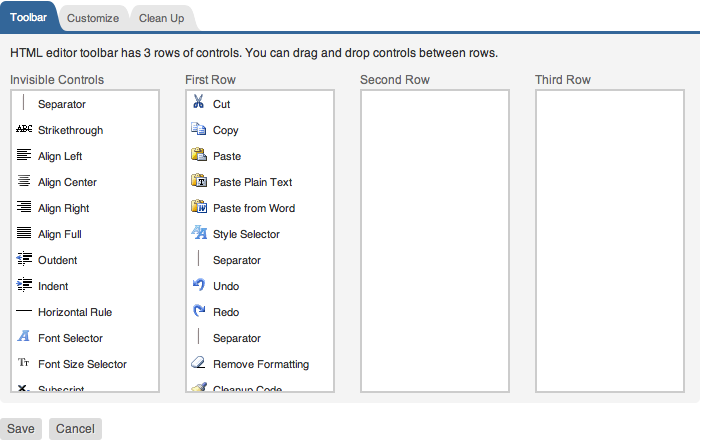 Toolbar Customize Clean Up
HTML editor toolbar has 3 rows of controls. You can drag and drop controls between rows.
Invisible Controls
Separator
ABC Strikethrough
Align Left
Align Center
Align Right
Align Full
Outdent
Indent
Horizontal Rule
A Font Selector
TT Font Size Selector
X Subscript
First Row
Cut
Copy
Paste
T Paste Plain Text
W Paste from Word
AA Style Selector
Separator
Undo
Redo
Separator
Remove Formatting
Cleanup Code
Second Row
Third Row
Save Cancel